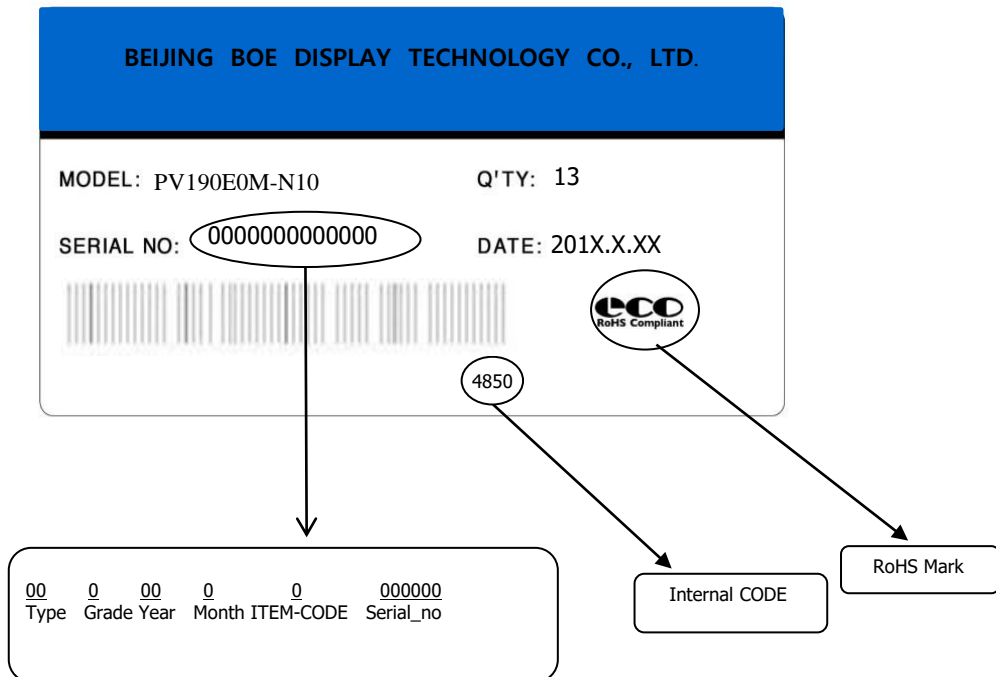 BEIJING BOE DISPLAY TECHNOLOGY CO., LTD.
MODEL: PV190E0M-N10 Q'TY: 13
SERIAL NO: 0000000000000 DATE: 201X.X.XX
eco
RoHS Compliant
4850
RoHS Mark
Internal CODE
00 0 00 0 0 000000
Type Grade Year Month ITEM-CODE Serial_no